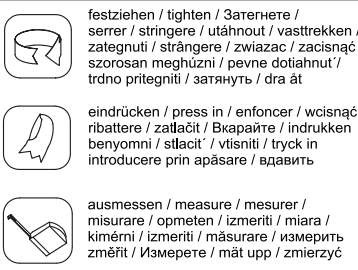 festziehen / tighten / Затегнете /
serrer / stringere / utáhnout / vasttrekken /
zategnuti / strângere / zwiazac / zacisnąć
szorosan meghúzni / pevne dotiahnut´/
trdno pritegniti / затянуть / dra åt
eindrücken / press in / enfoncer / wcisnąć
ribattere / zatlačit / Вкарайте / indrukken
benyomni / stlacit´ / vtisniti / tryck in
introducere prin apăsare / вдавить
ausmessen / measure / mesurer /
misurare / opmeten / izmeriti / miara /
kimérni / izmeriti / măsurare / измерить
změřit / Измерете / mät upp / zmierzyć